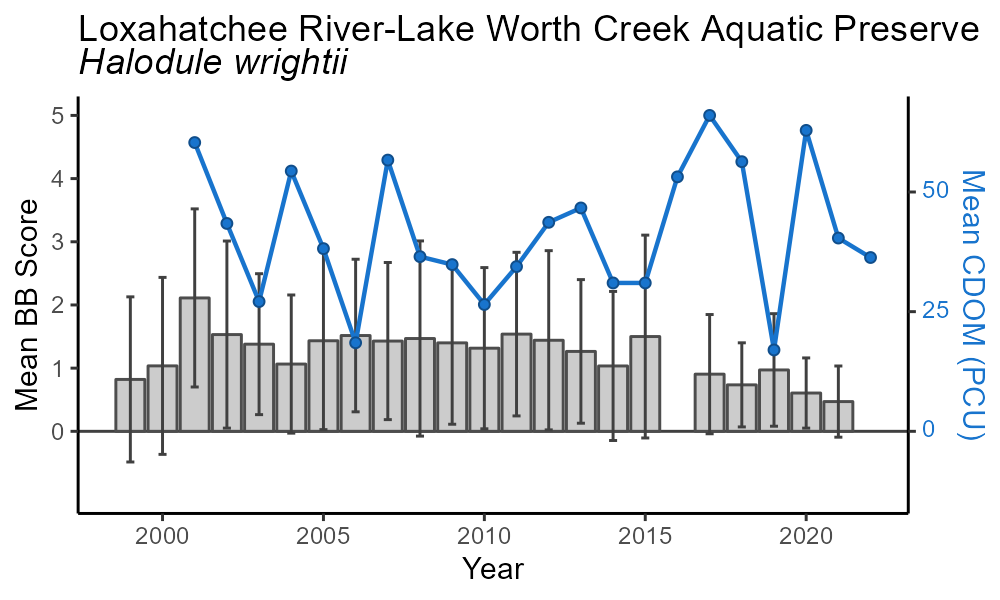 Loxahatchee River-Lake Worth Creek Aquatic Preserve
Halodule wrightii
Mean BB Score
5
4
3
2
1
0
50
25
0
Mean CDOM (PCU)
2000 2005 2010 2015 2020
Year